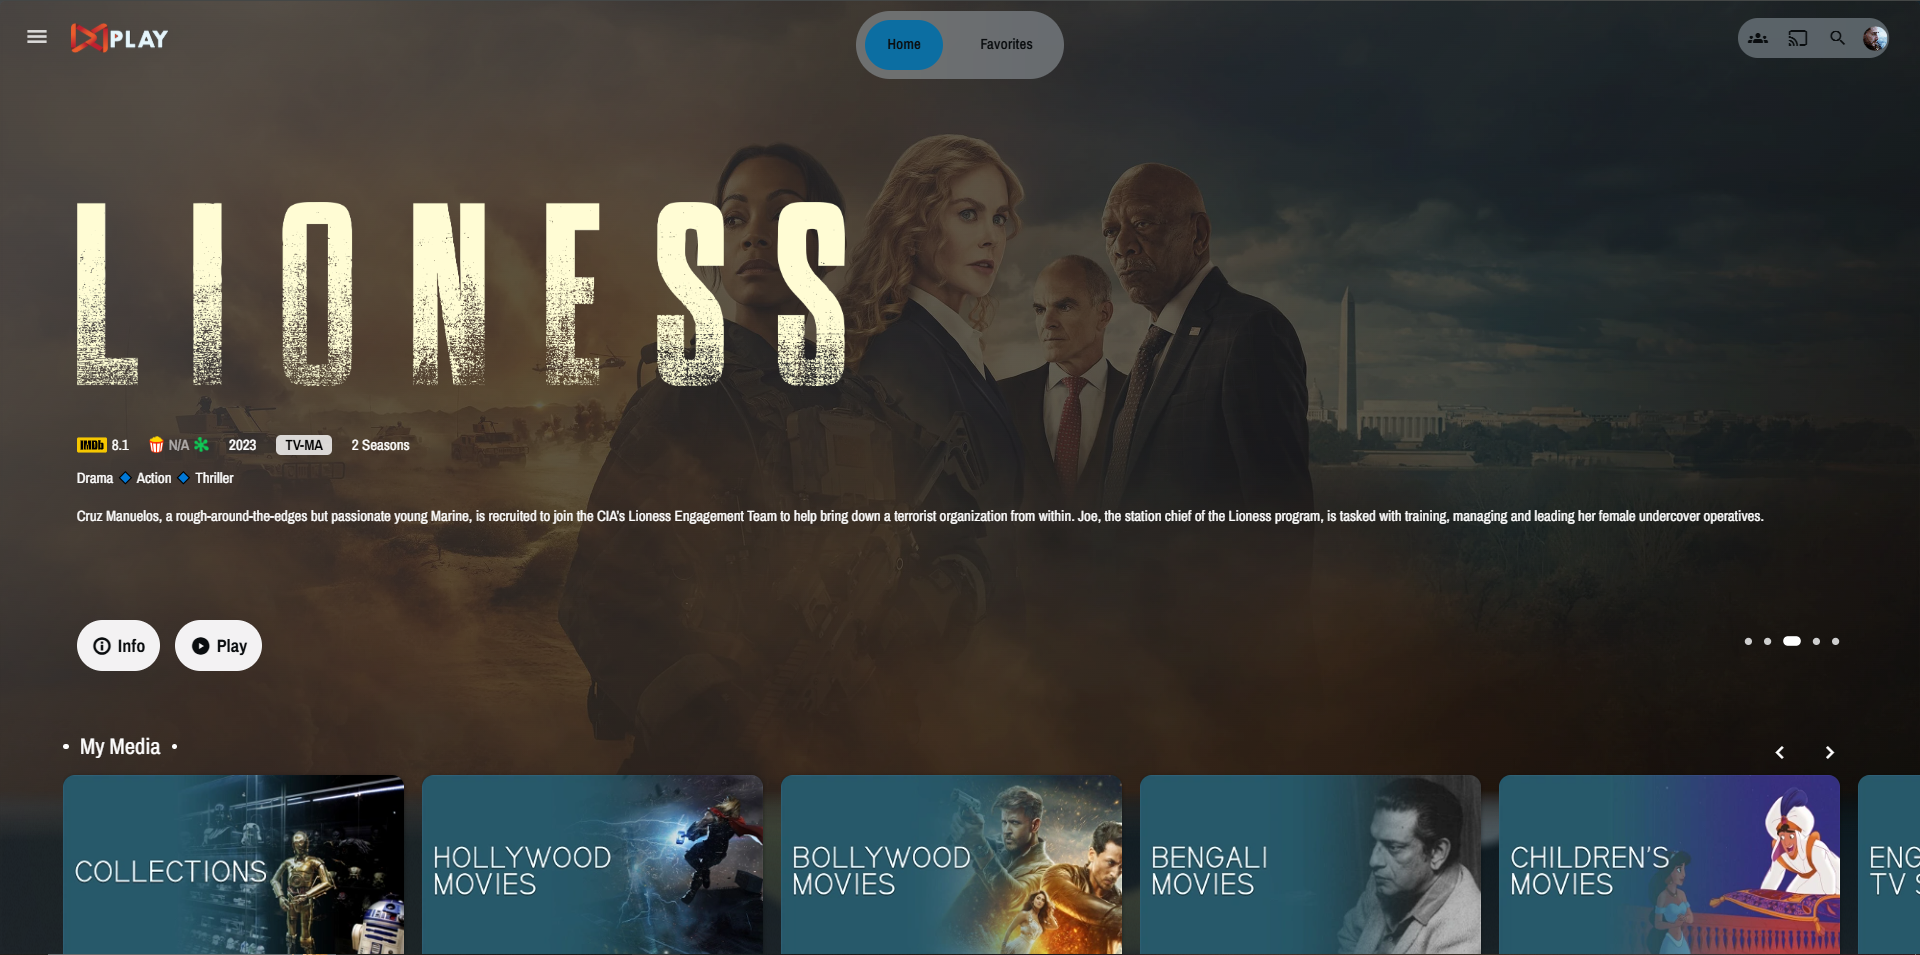 PLAY
Home
Favorites
LIONESS
IMDb 8.1 N/A 2023 TV-MA 2 Seasons
Drama Action Thriller
Cruz Manuelos, a rough-around-the-edges but passionate young Marine, is recruited to join the CIA's Lioness Engagement Team to help bring down a terrorist organization from within. Joe, the station chief of the Lioness program, is tasked with training, managing and leading her female undercover operatives.
Info
Play
My Media
COLLECTIONS
HOLLYWOOD
MOVIES
BOLLYWOOD
MOVIES
BENGALI
MOVIES
CHILDREN'S
MOVIES
ENG
TV S